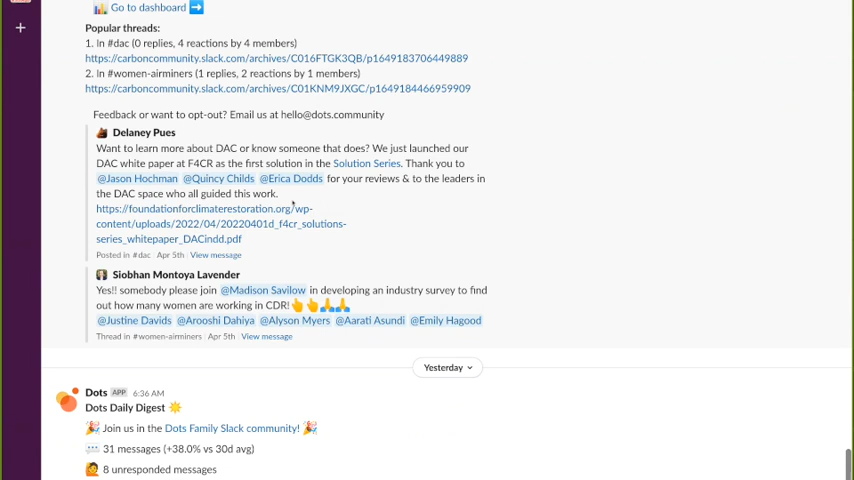 📊 Go to dashboard ➡️
Popular threads:
1. In #dac (0 replies, 4 reactions by 4 members)
https://carboncommunity.slack.com/archives/C016FTGK3QB/p1649183706449889
2. In #women-airminers (1 replies, 2 reactions by 1 members)
https://carboncommunity.slack.com/archives/C01KNM9JXGC/p1649184466959909
Feedback or want to opt-out? Email us at hello@dots.community
Delaney Pues
Want to learn more about DAC or know someone that does? We just launched our
DAC white paper at F4CR as the first solution in the Solution Series. Thank you to
@Jason Hochman @Quincy Childs @Erica Dodds for your reviews & to the leaders in
the DAC space who all guided this work.
https://foundationforclimaterestoration.org/wp-
content/uploads/2022/04/20220401d_f4cr_solutions-
series_whitepaper_DACindd.pdf
Posted in #dac Apr 5th View message
Siobhan Montoya Lavender
Yes!! somebody please join @Madison Savilow in developing an industry survey to find
out how many women are working in CDR!👆👆🙏🙏
@Justine Davids @Arooshi Dahiya @Alyson Myers @Aarati Asundi @Emily Hagood
Thread in #women-airminers Apr 5th View message
Yesterday
Dots APP 6:36 AM
Dots Daily Digest ☀️
🎉 Join us in the Dots Family Slack community! 🎉
💬 31 messages (+38.0% vs 30d avg)
🙋 8 unresponded messages